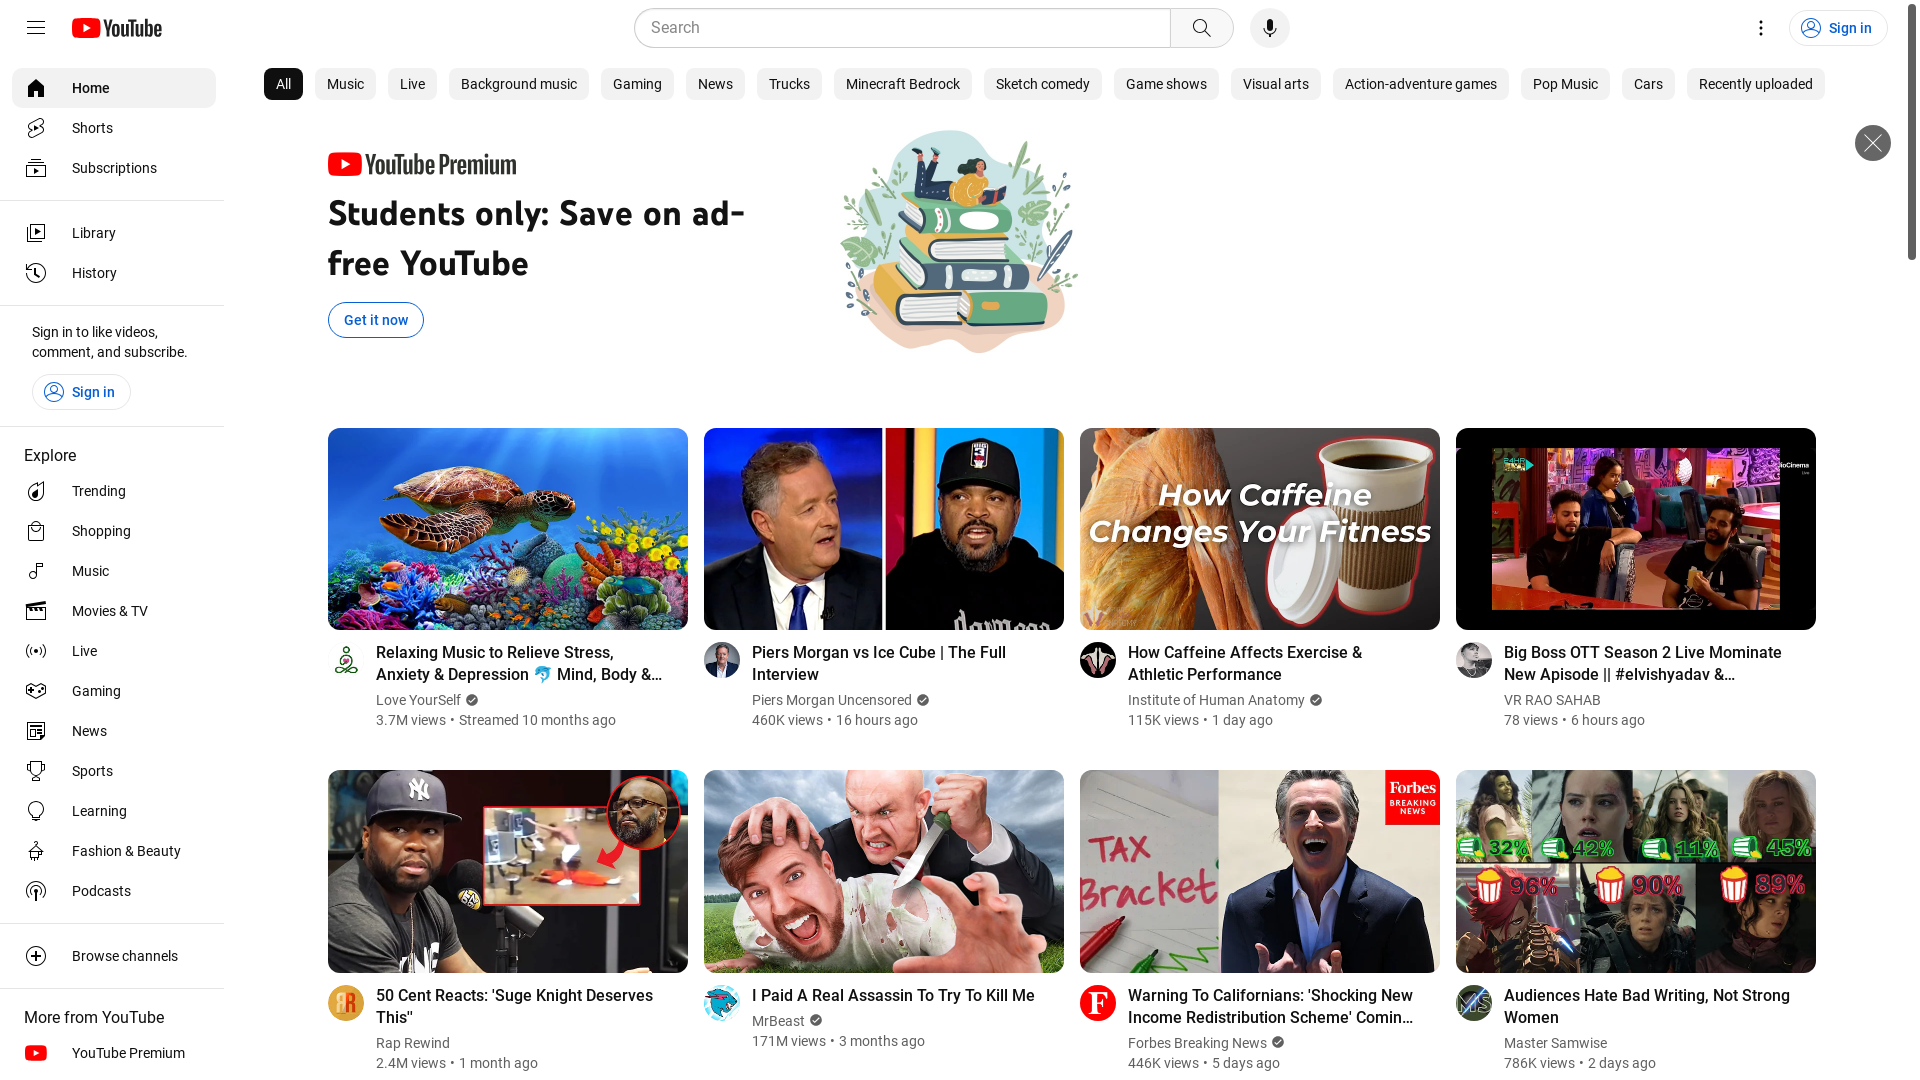 YouTube
Search
Sign in
Home
Shorts
Subscriptions
Library
History
Sign in to like videos,
comment, and subscribe.
Sign in
Explore
Trending
Shopping
Music
Movies & TV
Live
Gaming
News
Sports
Learning
Fashion & Beauty
Podcasts
Browse channels
More from YouTube
YouTube Premium
All
Music
Live
Background music
Gaming
News
Trucks
Minecraft Bedrock
Sketch comedy
Game shows
Visual arts
Action-adventure games
Pop Music
Cars
Recently uploaded
YouTube Premium
Students only: Save on ad-
free YouTube
Get it now
Relaxing Music to Relieve Stress,
Anxiety & Depression 🐬 Mind, Body &...
Love YourSelf
3.7M views • Streamed 10 months ago
Piers Morgan vs Ice Cube | The Full
Interview
Piers Morgan Uncensored
460K views • 16 hours ago
How Caffeine
Changes Your Fitness
How Caffeine Affects Exercise &
Athletic Performance
Institute of Human Anatomy
115K views • 1 day ago
ioCinema
Big Boss OTT Season 2 Live Mominate
New Apisode || #elvishyadav &...
VR RAO SAHAB
78 views • 6 hours ago
50 Cent Reacts: 'Suge Knight Deserves
This"
Rap Rewind
2.4M views • 1 month ago
I Paid A Real Assassin To Try To Kill Me
MrBeast
171M views • 3 months ago
Forbes
BREAKING
NEWS
TAX
Bracket
Warning To Californians: 'Shocking New
Income Redistribution Scheme' Comin...
Forbes Breaking News
446K views • 5 days ago
32%
42%
11%
45%
96%
90%
89%
MS
Audiences Hate Bad Writing, Not Strong
Women
Master Samwise
786K views • 2 days ago